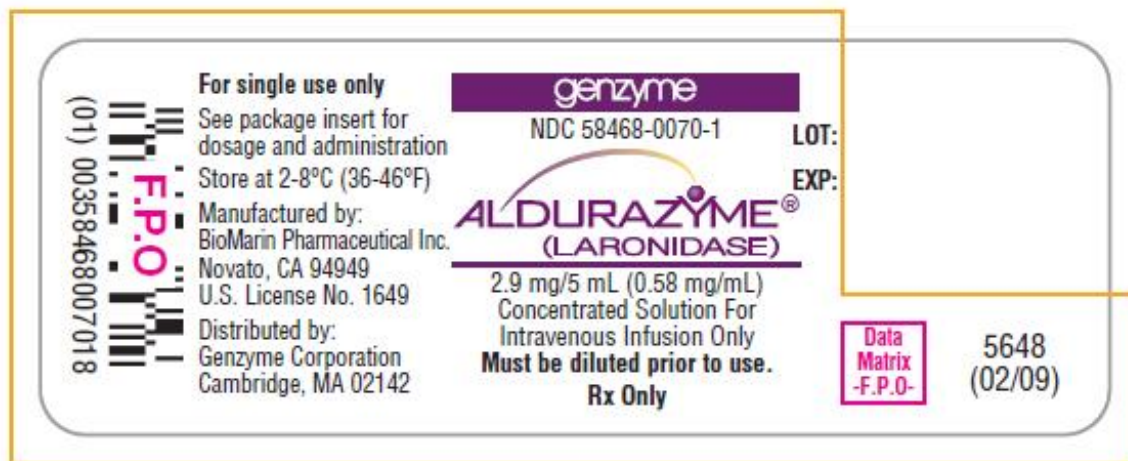 (01) 00358468007018
F.P.O
For single use only
See package insert for
dosage and administration
Store at 2-8ºC (36-46ºF)
Manufactured by:
BioMarin Pharmaceutical Inc.
Novato, CA 94949
U.S. License No. 1649
Distributed by:
Genzyme Corporation
Cambridge, MA 02142
genzyme
NDC 58468-0070-1
ALDURAZYME®
(LARONIDASE)
2.9 mg/5 mL (0.58 mg/mL)
Concentrated Solution For
Intravenous Infusion Only
Must be diluted prior to use.
Rx Only
LOT:
EXP:
Data
Matrix
-F.P.O-
5648
(02/09)